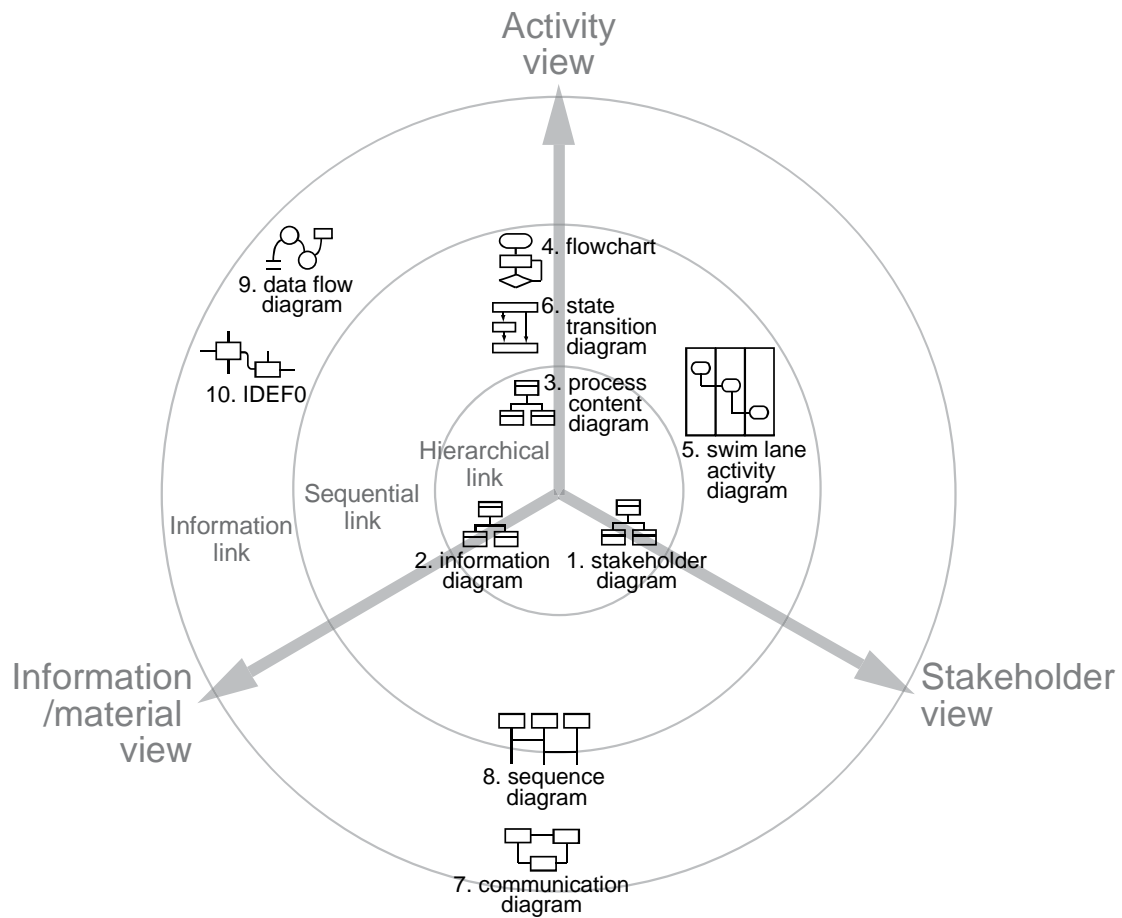 Activity
view
4. flowchart
9. data flow
diagram
6. state
transition
diagram
10. IDEF0
3. process
content
diagram
5. swim lane
activity
diagram
Hierarchical
link
Sequential
link
Information
link
2. information
diagram
1. stakeholder
diagram
Information
/material
view
Stakeholder
view
8. sequence
diagram
7. communication
diagram